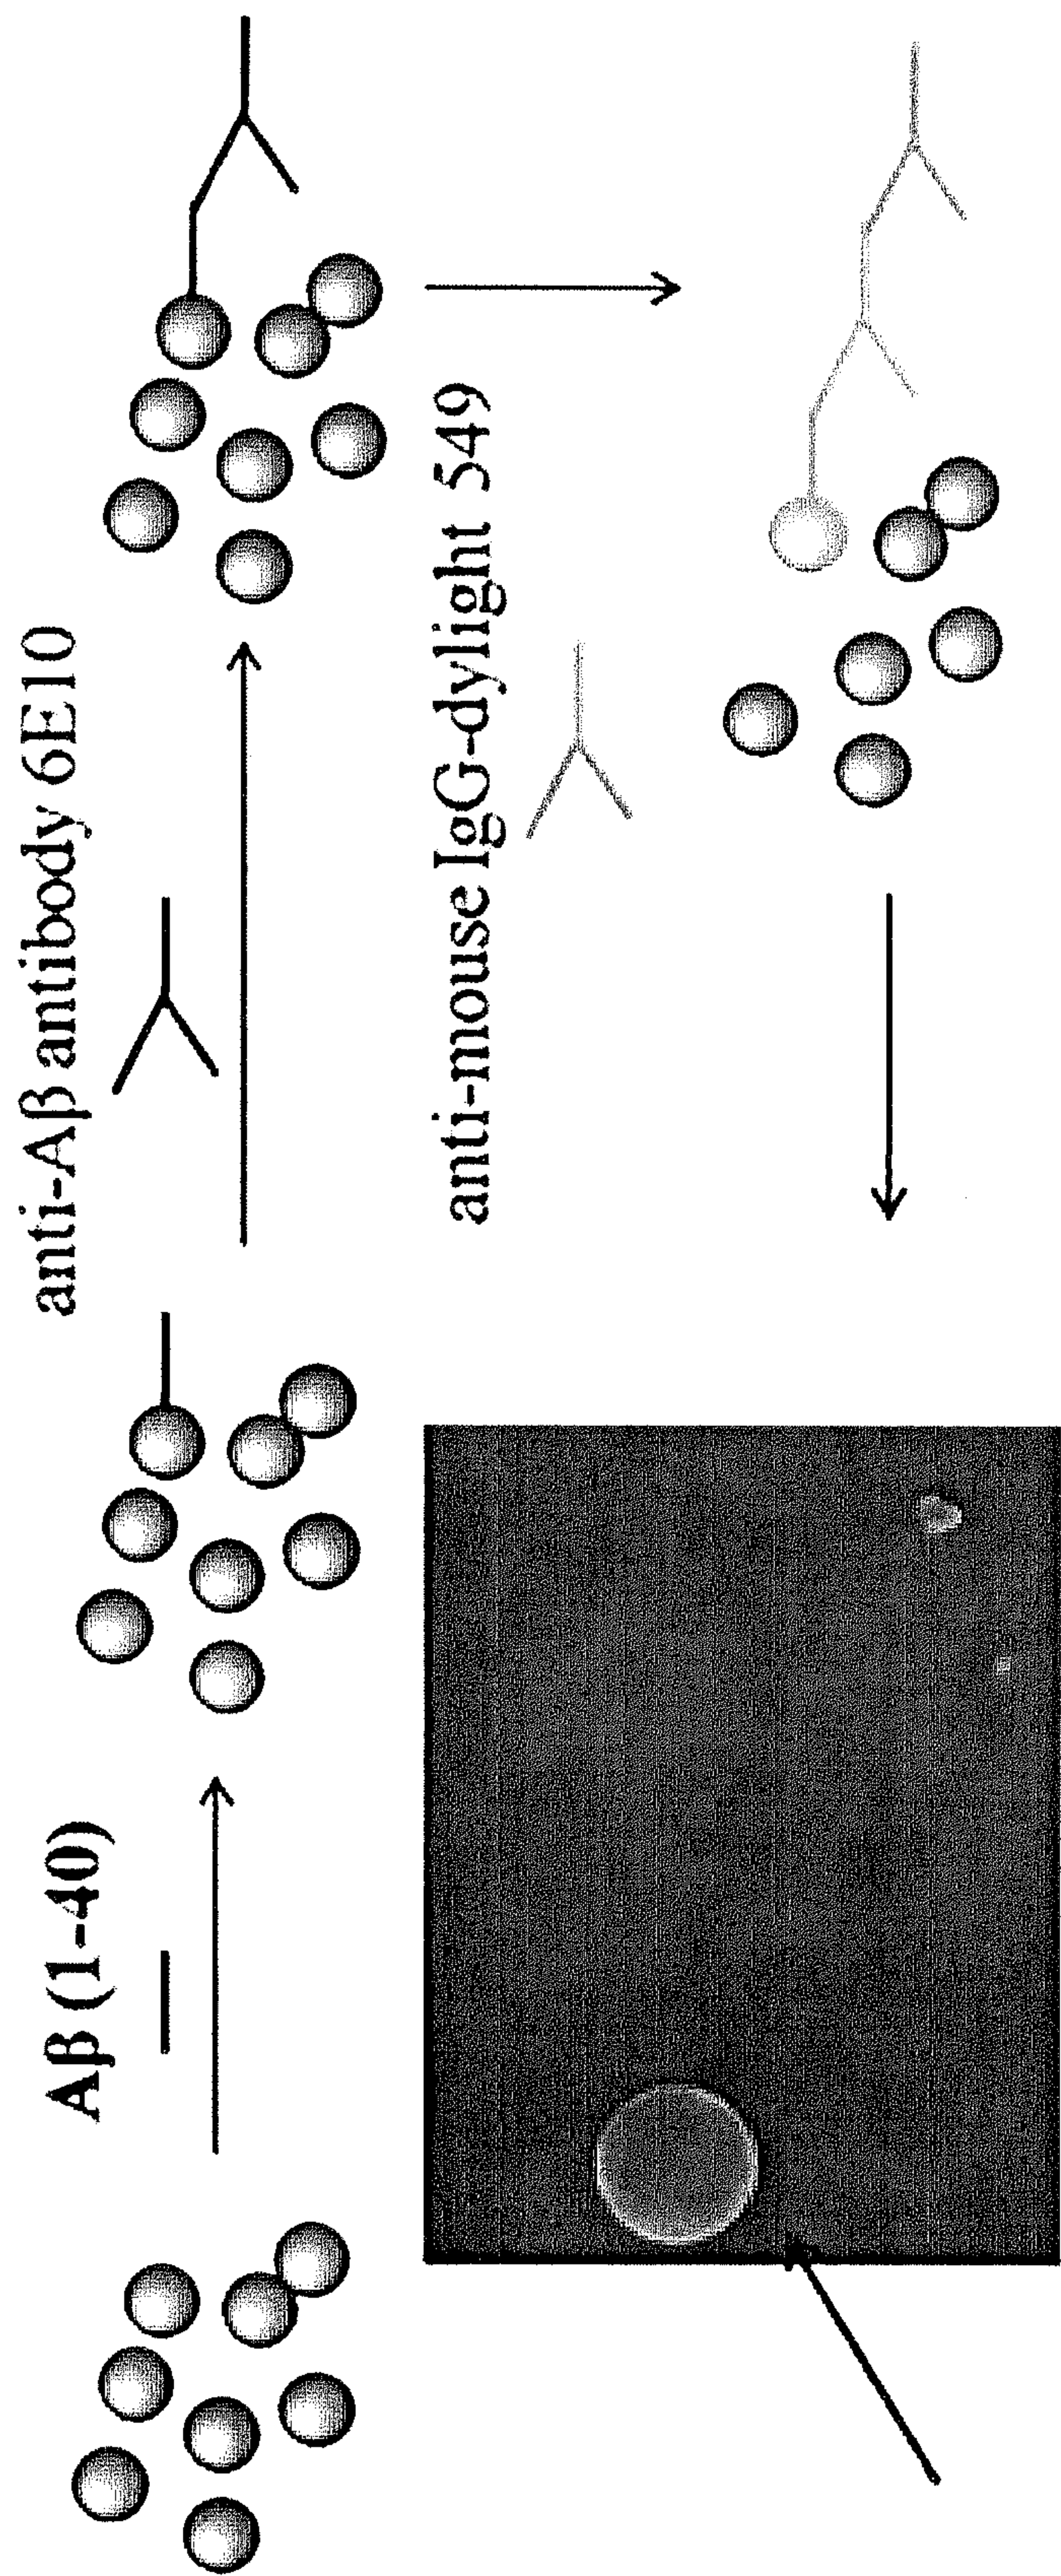 Aβ (1-40)
anti-Aβ antibody 6E10
anti-mouse IgG-dylight 549